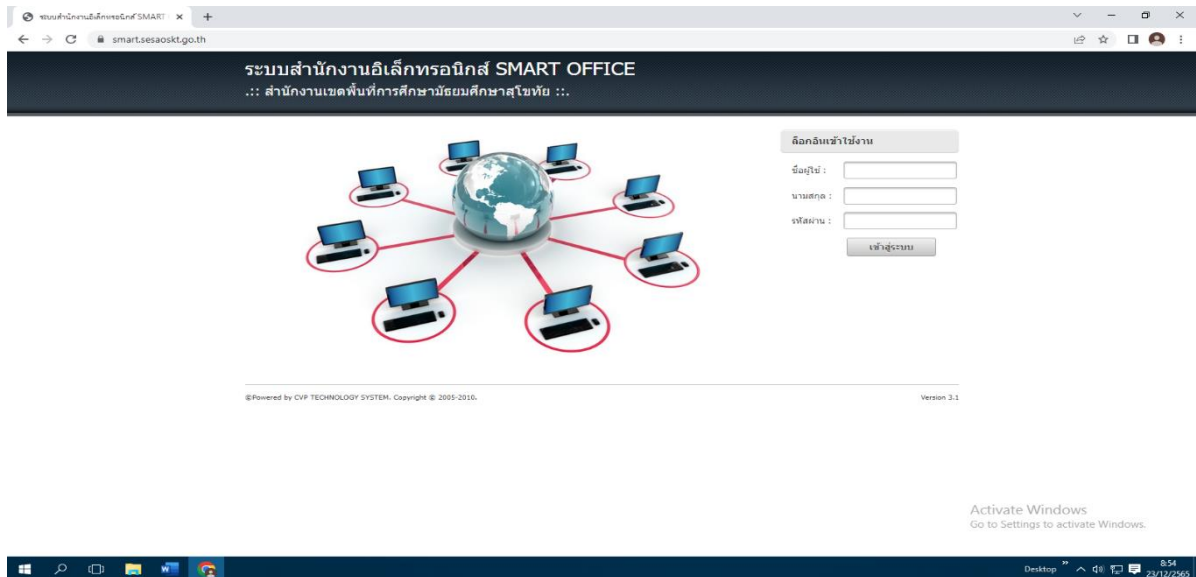 ระบบสำนักงานอิเล็กทรอนิกส์ SMART
smart.sesaoskt.go.th
ระบบสำนักงานอิเล็กทรอนิกส์ SMART OFFICE
.:: สำนักงานเขตพื้นที่การศึกษามัธยมศึกษาสุโขทัย ::.
ล็อกอินเข้าใช้งาน
ชื่อผู้ใช้ :
นามสกุล :
รหัสผ่าน :
เข้าสู่ระบบ
©Powered by CVP TECHNOLOGY SYSTEM. Copyright © 2005-2010.
Version 3.1
Activate Windows
Go to Settings to activate Windows.
Desktop
8:54
23/12/2565